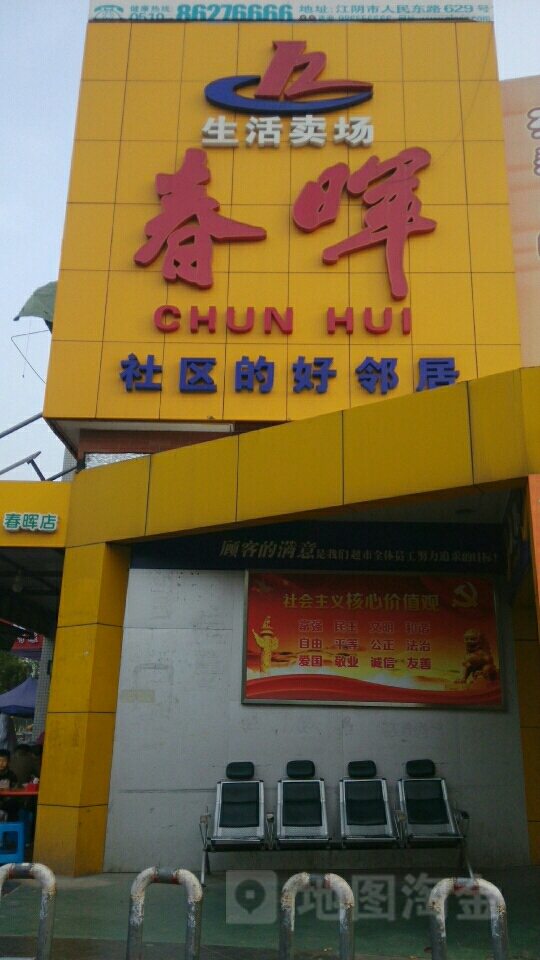 健康热线: 0510 86276666 地址: 江阴市人民东路629号
生活卖场
春晖
CHUN HUI
社区的好邻居
春晖店
顾客的满意是我们超市全体员工努力追求的目标!
社会主义核心价值观
富强 民主 文明 和谐
自由 平等 公正 法治
爱国 敬业 诚信 友善
地图淘金